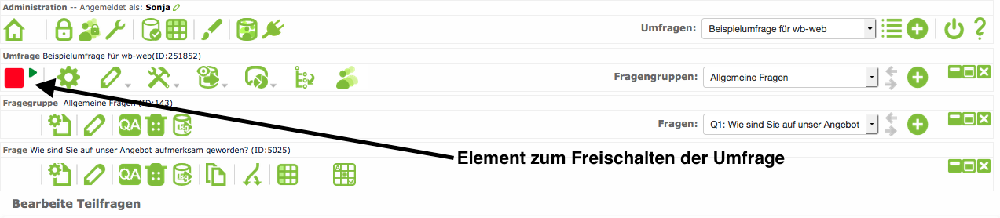 Administration -- Angemeldet als: Sonja
Umfragen: Beispielumfrage für wb-web
Umfrage Beispielumfrage für wb-web(ID:251852)
Fragengruppen: Allgemeine Fragen
Fragegruppe Allgemeine Fragen (ID:143)
QA
Fragen: Q1: Wie sind Sie auf unser Angebot
Frage Wie sind Sie auf unser Angebot aufmerksam geworden? (ID:5025)
Element zum Freischalten der Umfrage
QA
Bearbeite Teilfragen